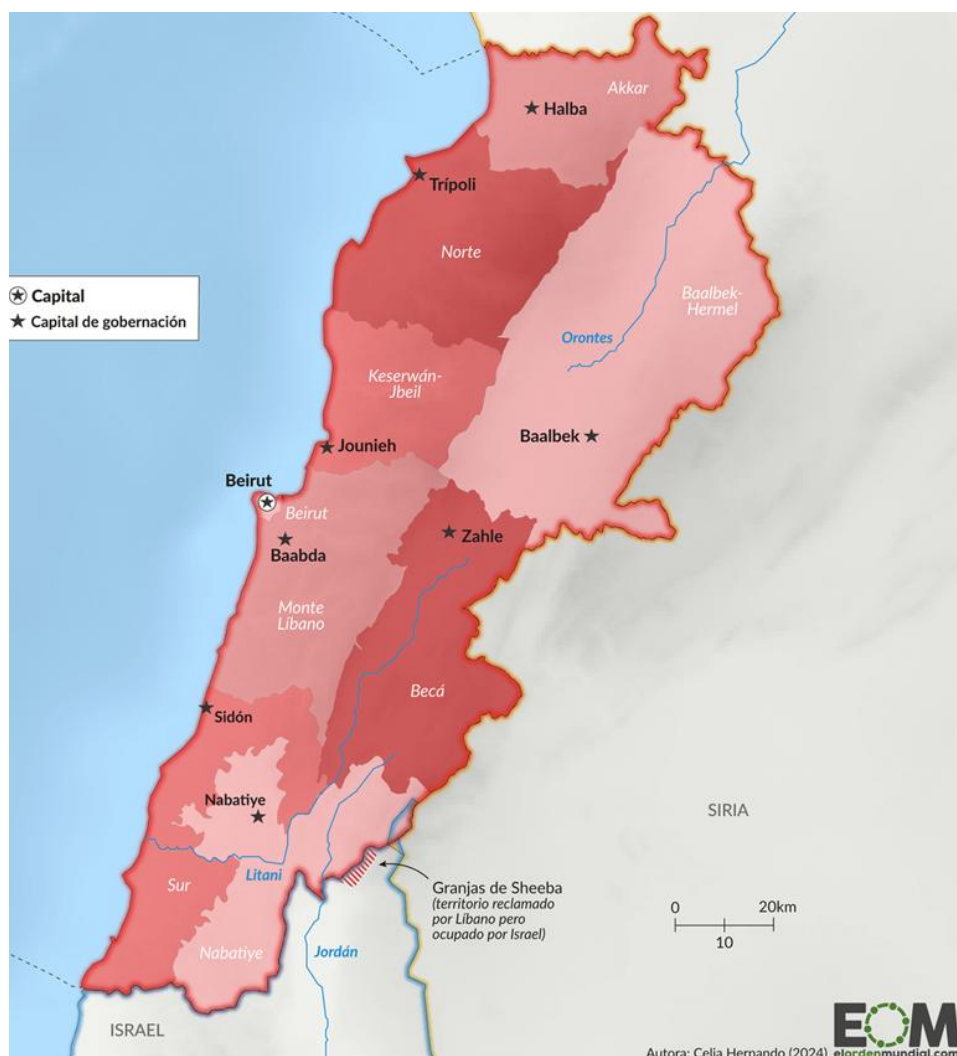 Akkar
Halba
Trípoli
Norte
Capital
Capital de gobernación
Baalbek-
Hermel
Orontes
Keserwán-
Jbeil
Baalbek
Jounieh
Beirut
Beirut
Zahle
Baabda
Monte
Líbano
Becá
Sidón
Nabatiye
SIRIA
Litani
Sur
Granjas de Sheeba
(territorio reclamado
por Líbano pero
ocupado por Israel)
0 20km
10
Nabatiye
Jordán
ISRAEL
EOM
Autora: Celia Hernando (2024) elordenmundial.com